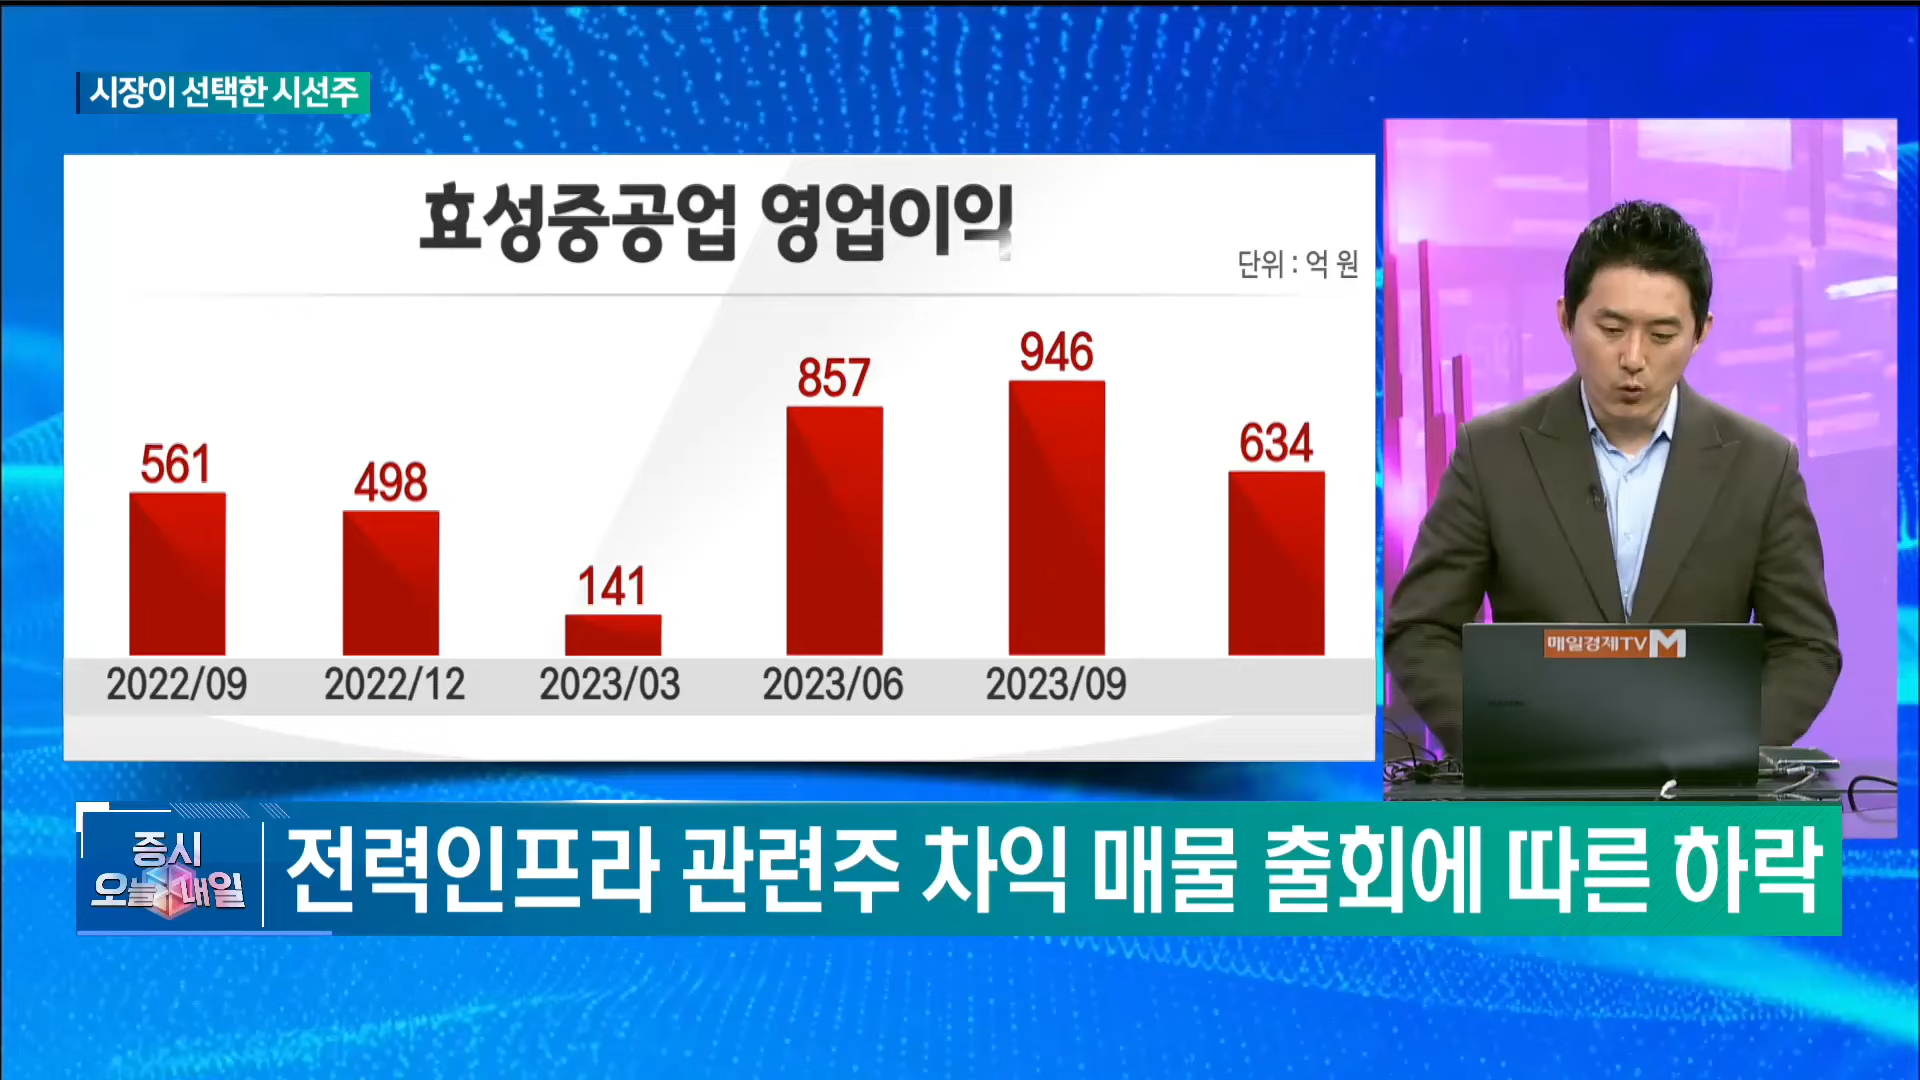 시장이 선택한 시선주
효성중공업 영업이익
단위 : 억 원
561
498
141
857
946
634
2022/09
2022/12
2023/03
2023/06
2023/09
매일경제TV M
증시
오늘 매일
전력인프라 관련주 차익 매물 출회에 따른 하락